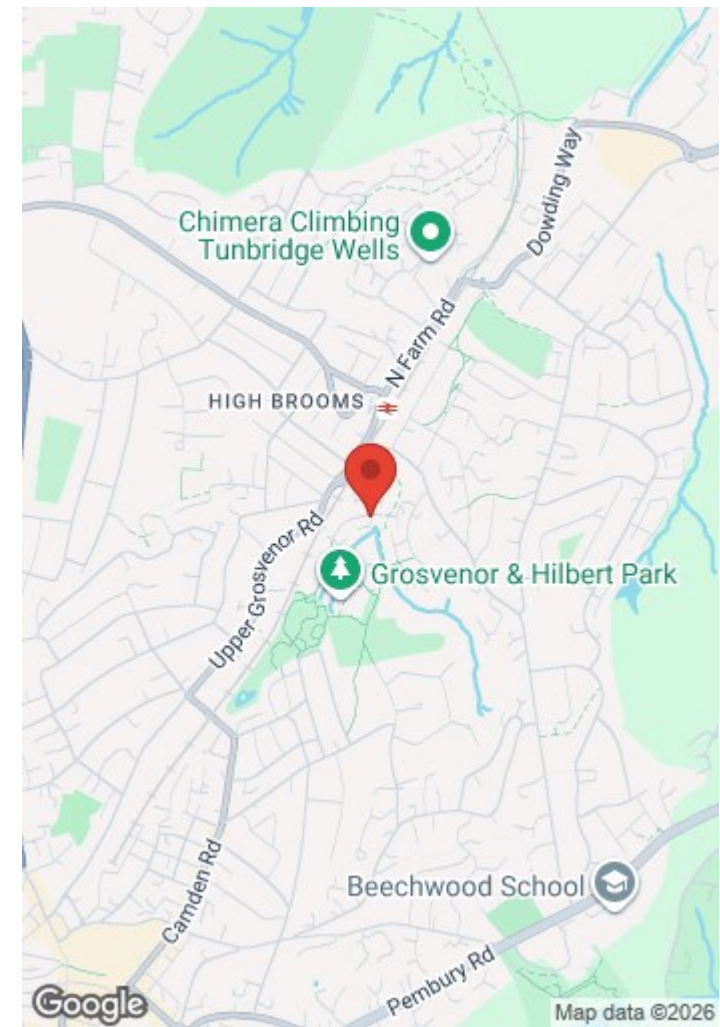 Dowding Way
Chimera Climbing
Tunbridge Wells
N Farm Rd
HIGH BROOMS
Upper Grosvenor Rd
Grosvenor & Hilbert Park
Camden Rd
Beechwood School
Pembury Rd
Google
Map data ©2026